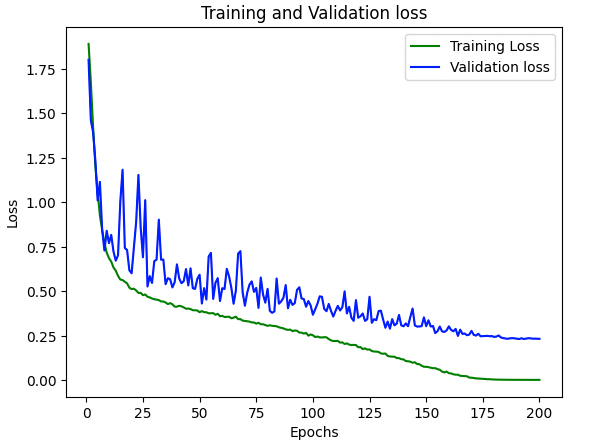 Training and Validation loss
Training Loss
Validation loss
Loss
1.75
1.50
1.25
1.00
0.75
0.50
0.25
0.00
0 25 50 75 100 125 150 175 200
Epochs